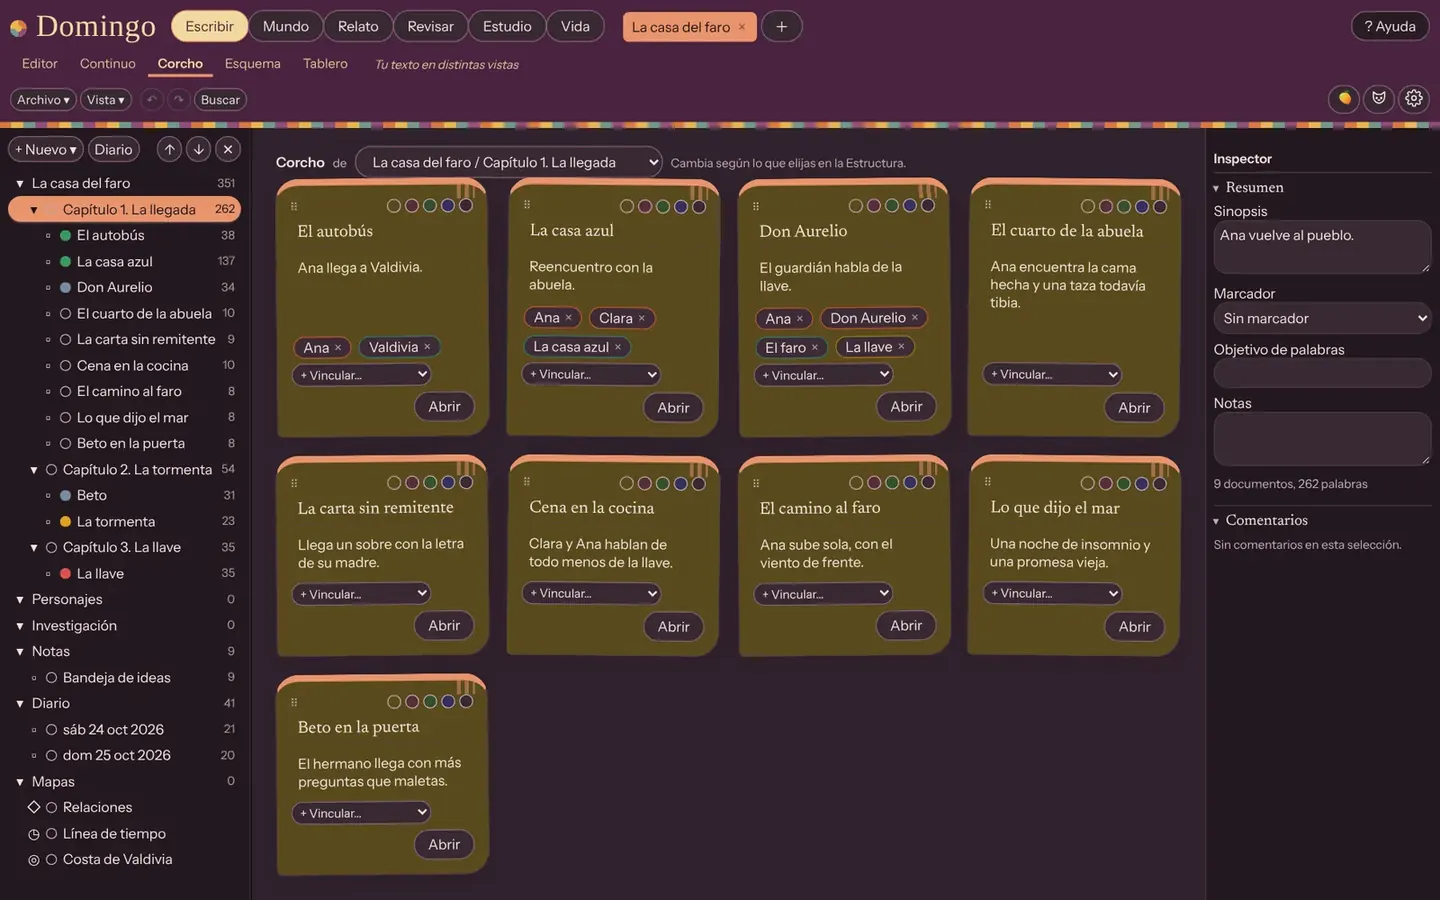 Domingo
Escribir
Mundo
Relato
Revisar
Estudio
Vida
La casa del faro ×
+
? Ayuda
Editor
Continuo
Corcho
Esquema
Tablero
Tu texto en distintas vistas
Archivo ▾
Vista ▾
Buscar
+ Nuevo ▾
Diario
La casa del faro 351
Capítulo 1. La llegada 262
El autobús 38
La casa azul 137
Don Aurelio 34
El cuarto de la abuela 10
La carta sin remitente 9
Cena en la cocina 10
El camino al faro 8
Lo que dijo el mar 8
Beto en la puerta 8
Capítulo 2. La tormenta 54
Beto 31
La tormenta 23
Capítulo 3. La llave 35
La llave 35
Personajes 0
Investigación 0
Notas 9
Bandeja de ideas 9
Diario 41
sáb 24 oct 2026 21
dom 25 oct 2026 20
Mapas 0
Relaciones
Línea de tiempo
Costa de Valdivia
Corcho de La casa del faro / Capítulo 1. La llegada Cambia según lo que elijas en la Estructura.
El autobús
Ana llega a Valdivia.
Ana × Valdivia ×
+ Vincular...
Abrir
La casa azul
Reencuentro con la
abuela.
Ana × Clara ×
La casa azul ×
+ Vincular...
Abrir
Don Aurelio
El guardián habla de la
llave.
Ana × Don Aurelio ×
El faro × La llave ×
+ Vincular...
Abrir
El cuarto de la abuela
Ana encuentra la cama
hecha y una taza todavía
tibia.
+ Vincular...
Abrir
La carta sin remitente
Llega un sobre con la letra
de su madre.
+ Vincular...
Abrir
Cena en la cocina
Clara y Ana hablan de
todo menos de la llave.
+ Vincular...
Abrir
El camino al faro
Ana sube sola, con el
viento de frente.
+ Vincular...
Abrir
Lo que dijo el mar
Una noche de insomnio y
una promesa vieja.
+ Vincular...
Abrir
Beto en la puerta
El hermano llega con más
preguntas que maletas.
+ Vincular...
Abrir
Inspector
Resumen
Sinopsis
Ana vuelve al pueblo.
Marcador
Sin marcador
Objetivo de palabras
Notas
9 documentos, 262 palabras
Comentarios
Sin comentarios en esta selección.